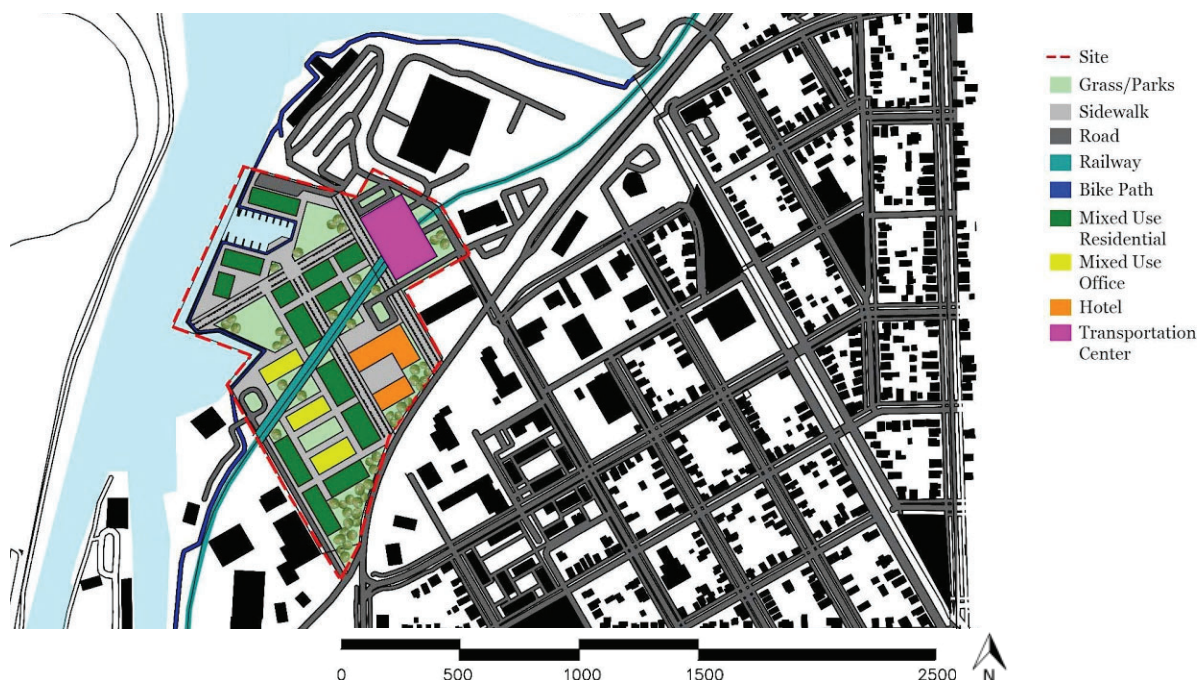 Site
Grass/Parks
Sidewalk
Road
Railway
Bike Path
Mixed Use
Residential
Mixed Use
Office
Hotel
Transportation
Center
0 500 1000 1500 2500
N